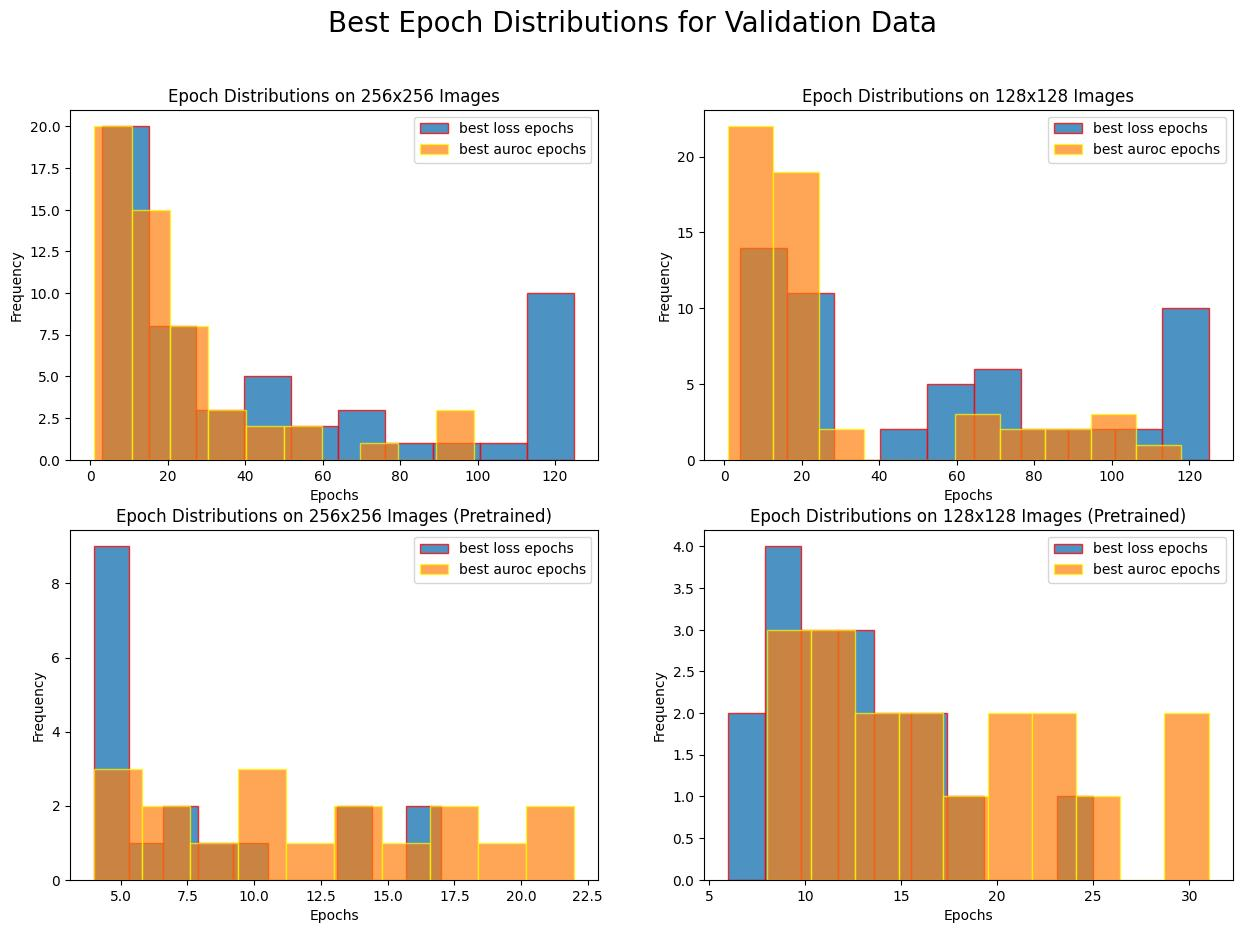 Best Epoch Distributions for Validation Data
Epoch Distributions on 256x256 Images
best loss epochs
best auroc epochs
Frequency
20.0
17.5
15.0
12.5
10.0
7.5
5.0
2.5
0.0
0 20 40 60 80 100 120
Epochs
Epoch Distributions on 128x128 Images
best loss epochs
best auroc epochs
Frequency
20
15
10
5
0
0 20 40 60 80 100 120
Epochs
Epoch Distributions on 256x256 Images (Pretrained)
best loss epochs
best auroc epochs
Frequency
8
6
4
2
0
5.0 7.5 10.0 12.5 15.0 17.5 20.0 22.5
Epochs
Epoch Distributions on 128x128 Images (Pretrained)
best loss epochs
best auroc epochs
Frequency
4.0
3.5
3.0
2.5
2.0
1.5
1.0
0.5
0.0
5 10 15 20 25 30
Epochs